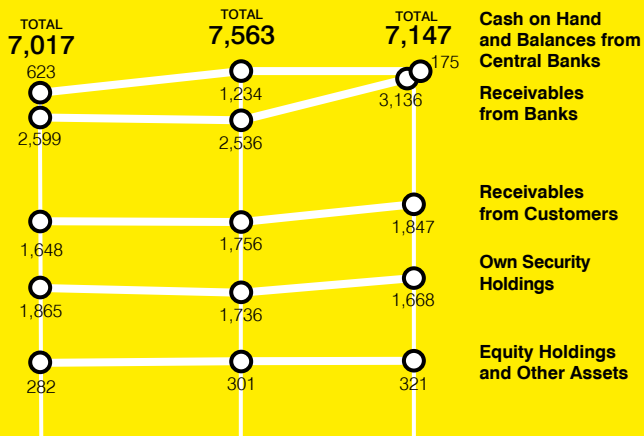 TOTAL
7,017
TOTAL
7,563
TOTAL
7,147
Cash on Hand
and Balances from
Central Banks
623
1,234
175
Receivables
from Banks
2,599
2,536
3,136
Receivables
from Customers
1,648
1,756
1,847
Own Security
Holdings
1,865
1,736
1,668
Equity Holdings
and Other Assets
282
301
321